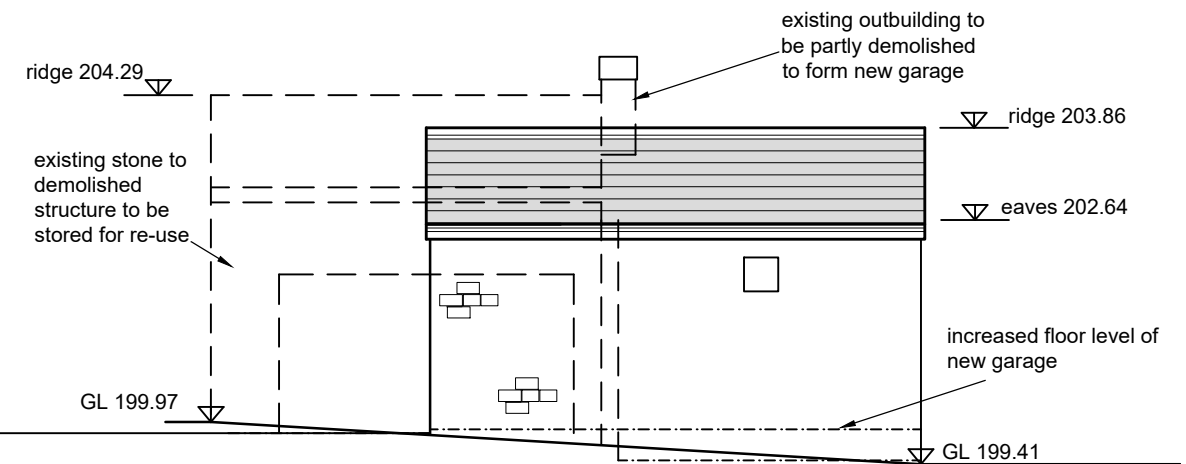 existing outbuilding to
be partly demolished
to form new garage
ridge 204.29
ridge 203.86
existing stone to
demolished
structure to be
stored for re-use
eaves 202.64
increased floor level of
new garage
GL 199.97
GL 199.41